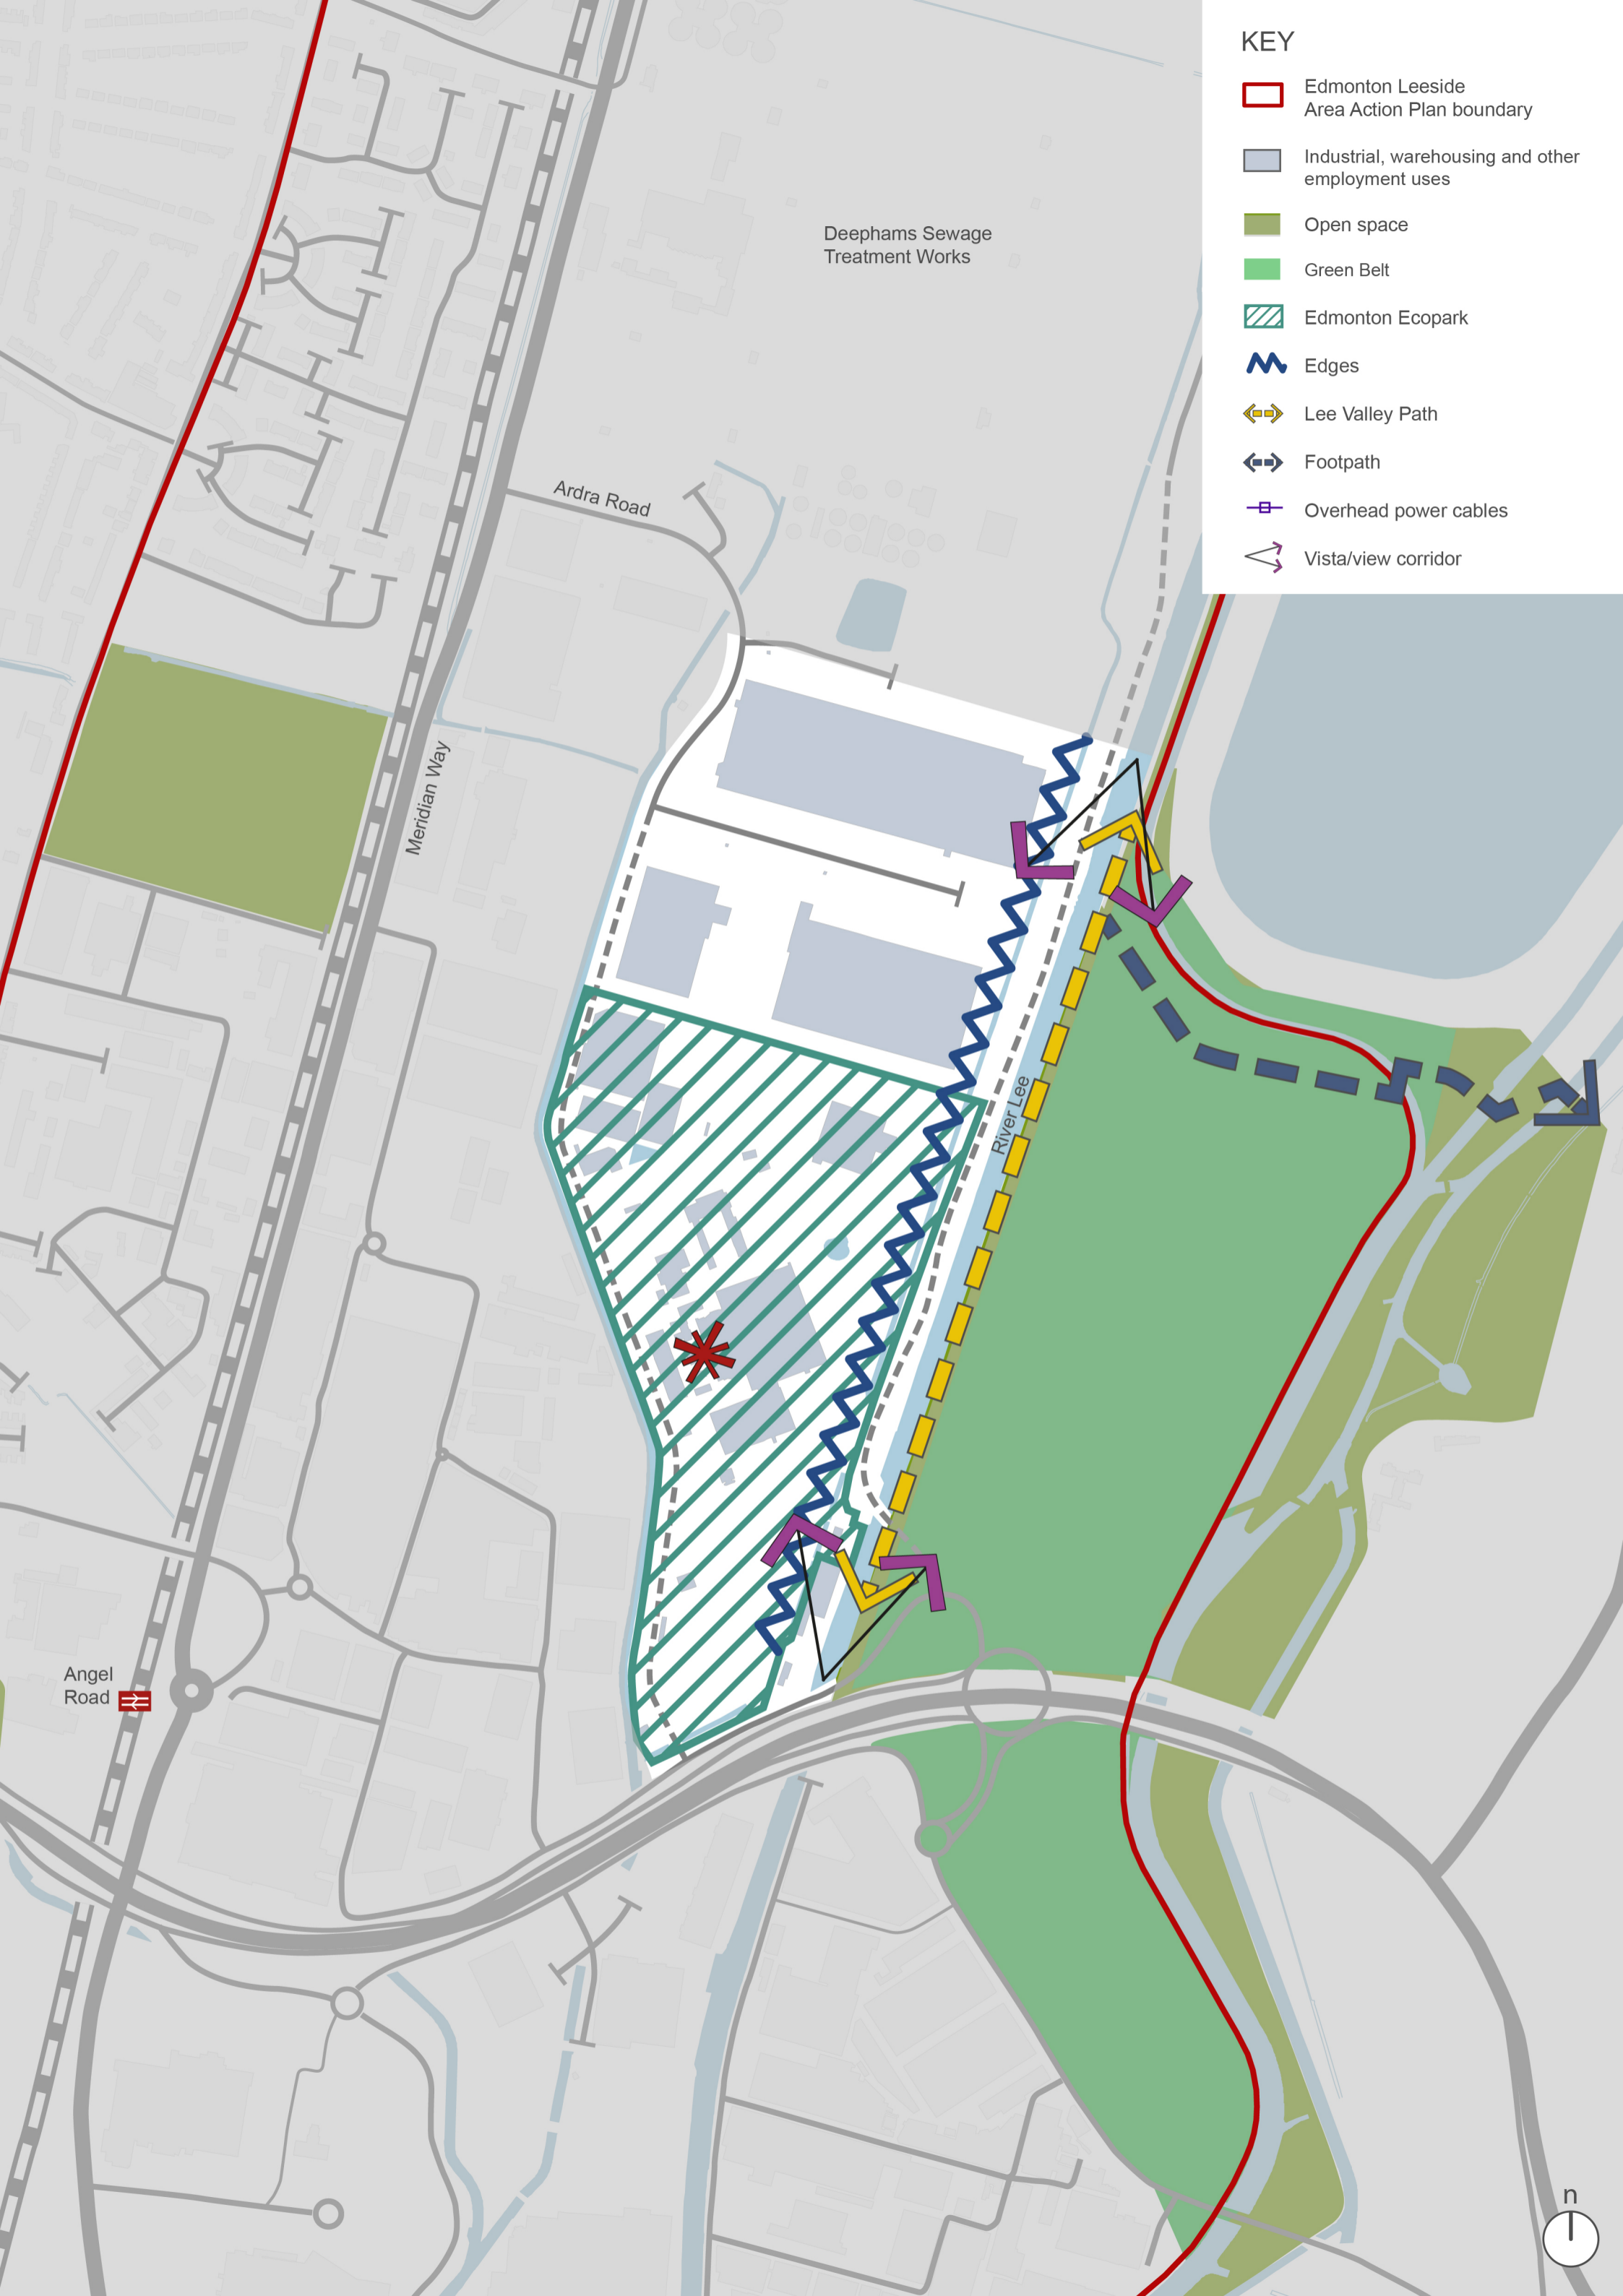 KEY
Edmonton Leeside
Area Action Plan boundary
Industrial, warehousing and other
employment uses
Open space
Green Belt
Edmonton Ecopark
Edges
Lee Valley Path
Footpath
Overhead power cables
Vista/view corridor
Deephams Sewage
Treatment Works
Ardra Road
Meridian Way
River Lee
Angel
Road
n